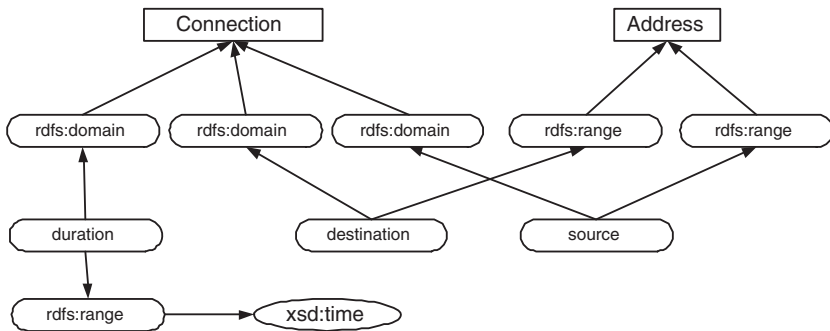 Connection
Address
rdfs:domain
rdfs:domain
rdfs:domain
rdfs:range
rdfs:range
duration
destination
source
rdfs:range
xsd:time